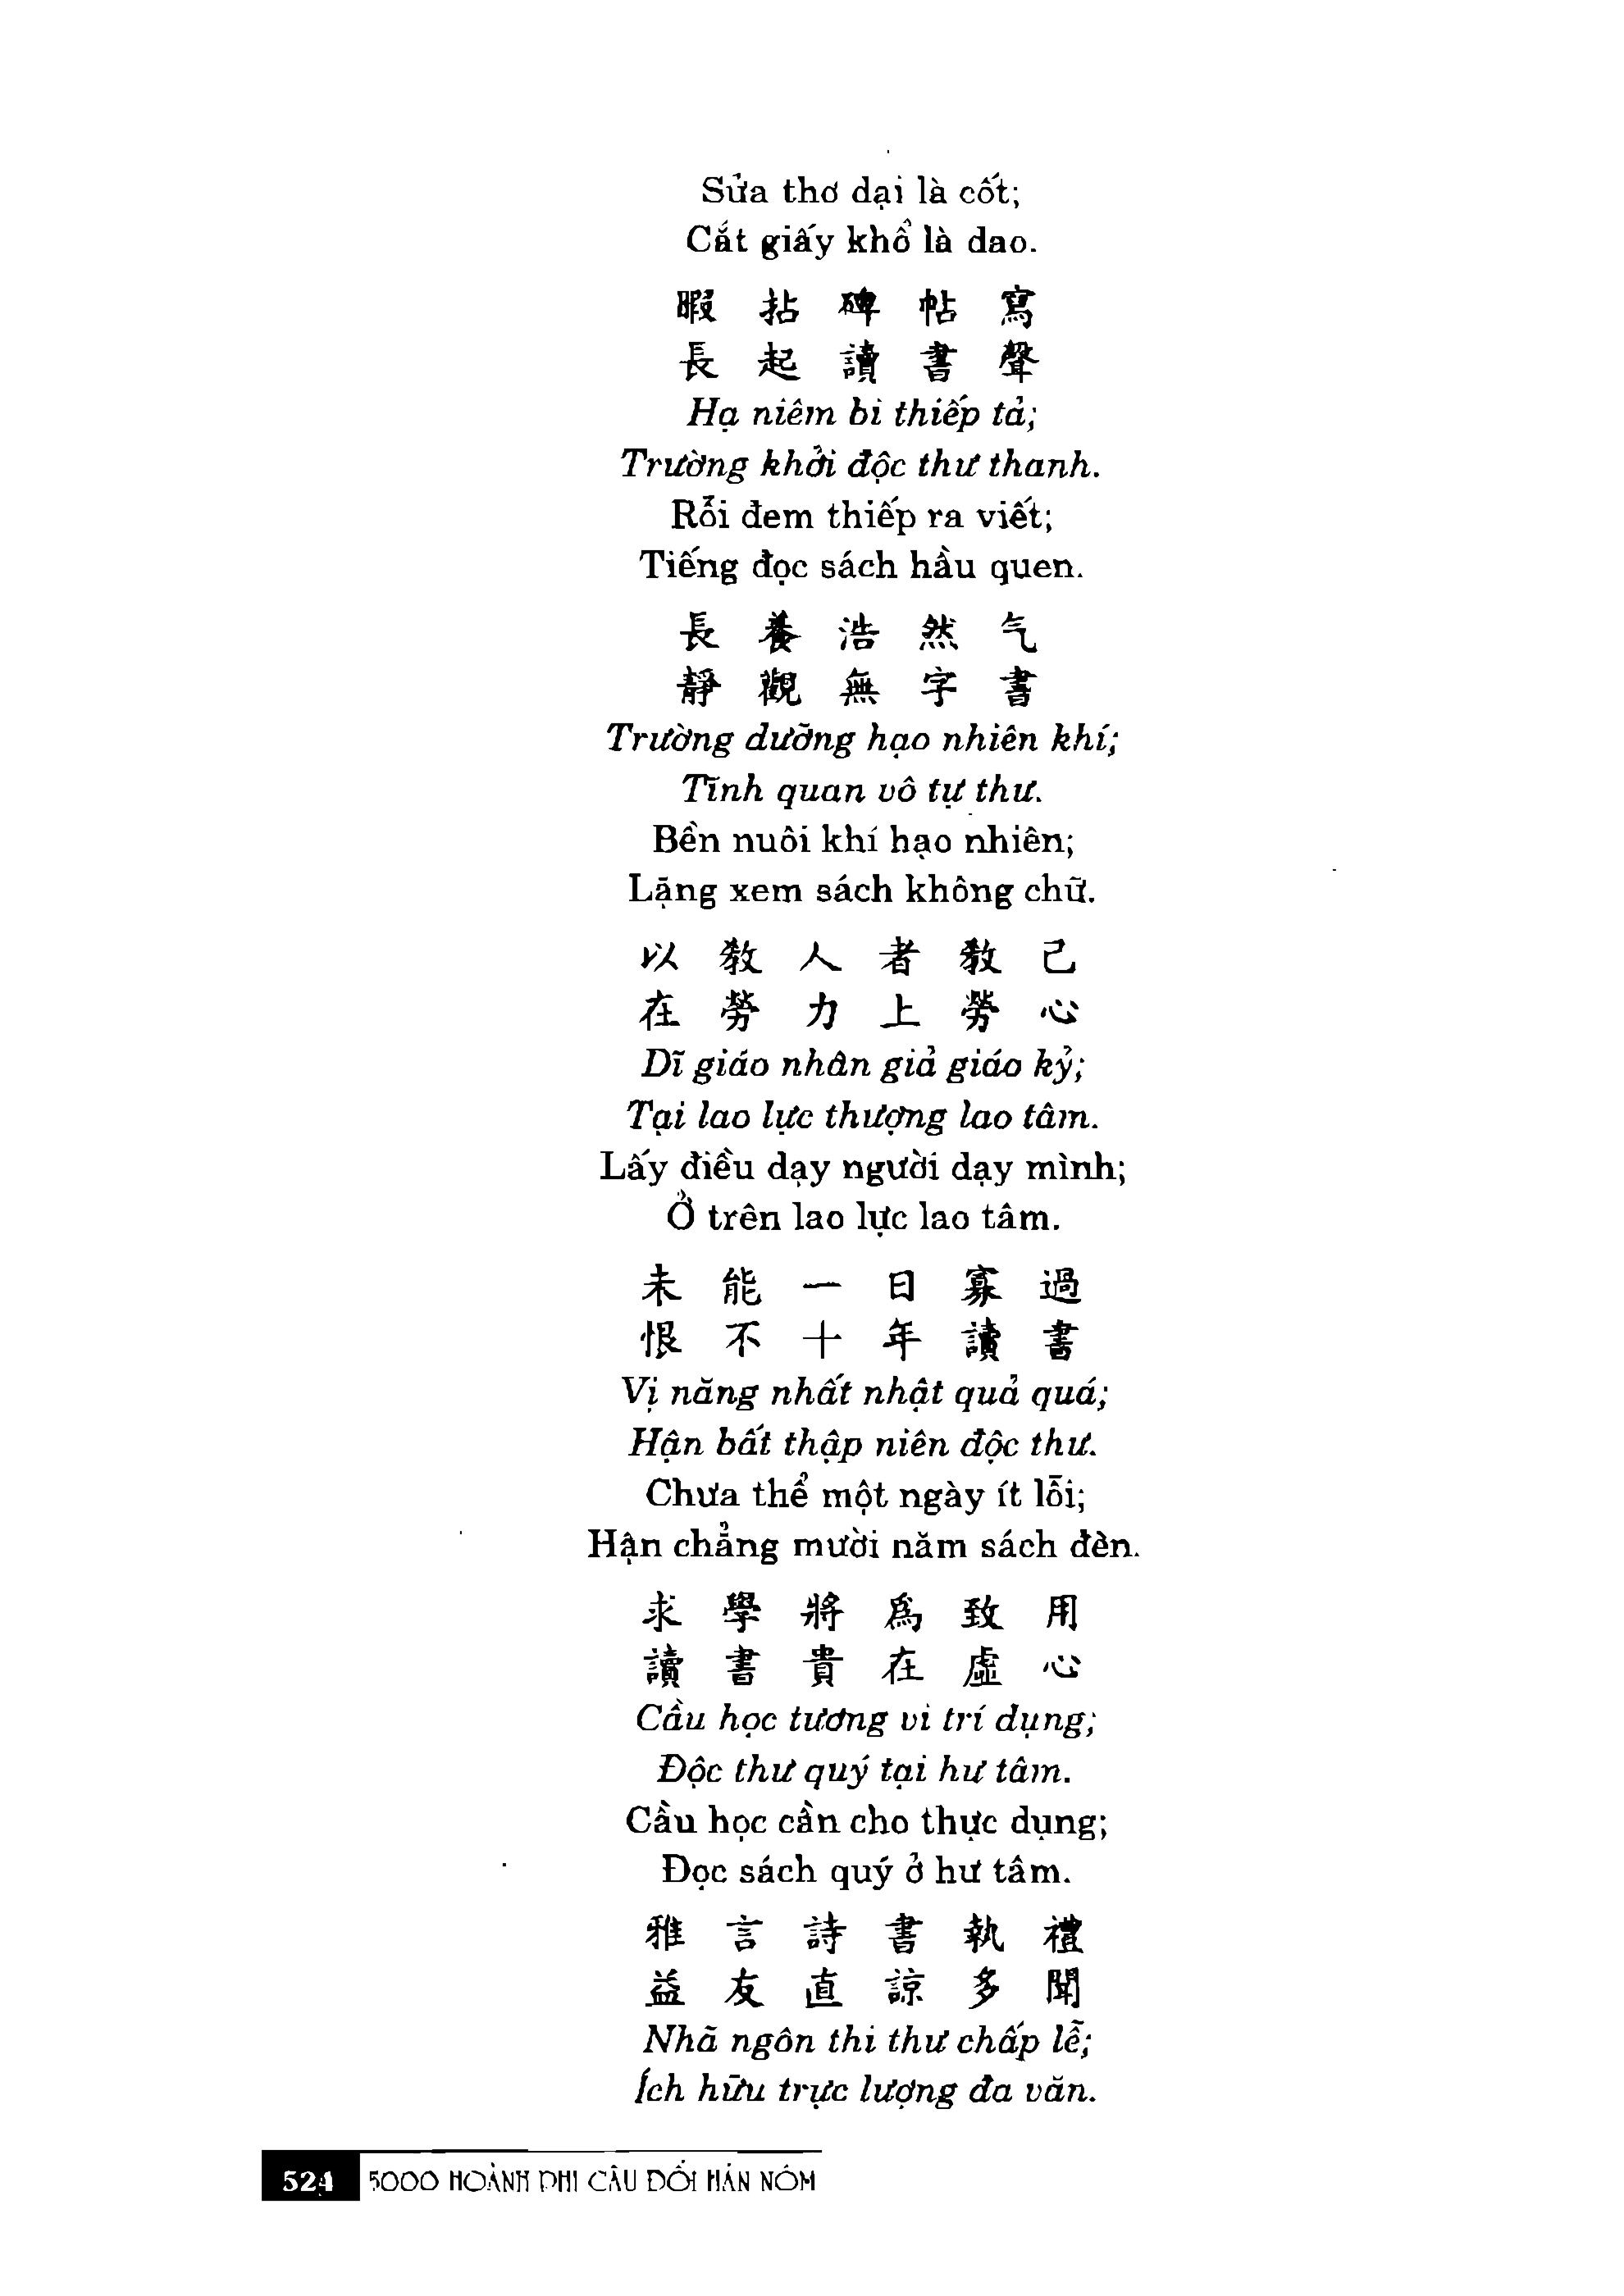 Sửa thơ dại là cốt;
Cắt giấy khổ là dao.
暇 拈 碑 帖 寫
長 起 讀 書 聲
Hạ niêm bi thiếp tả;
Trường khởi độc thư thanh.
Rỗi đem thiếp ra viết;
Tiếng đọc sách hầu quen.
長 養 浩 然 气
靜 觀 無 字 書
Trường dưỡng hạo nhiên khí;
Tĩnh quan vô tự thư.
Bền nuôi khí hạo nhiên;
Lặng xem sách không chữ.
以 教 人 者 教 己
在 勞 力 上 勞 心
Dĩ giáo nhân giả giáo kỷ;
Tại lao lực thượng lao tâm.
Lấy điều dạy người dạy mình;
Ở trên lao lực lao tâm.
未 能 一 日 寡 過
恨 不 十 年 讀 書
Vị năng nhất nhật quả quá;
Hận bất thập niên độc thư.
Chưa thể một ngày ít lỗi;
Hận chẳng mười năm sách đèn.
求 學 將 爲 致 用
讀 書 貴 在 虛 心
Cầu học tương vi trí dụng;
Độc thư quý tại hư tâm.
Cầu học cần cho thực dụng;
Đọc sách quý ở hư tâm.
雅 言 詩 書 執 禮
益 友 直 諒 多 聞
Nhã ngôn thi thư chấp lễ;
Ích hữu trực lượng đa văn.
524 5000 HOÀNH PHI CÂU ĐỐI HÁN NÔM